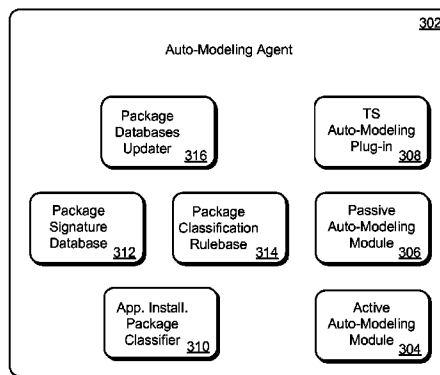 302
Auto-Modeling Agent
Package
Databases
Updater
316
TS
Auto-Modeling
Plug-in
308
Package
Signature
Database
312
Package
Classification
Rulebase
314
Passive
Auto-Modeling
Module
306
App. Install.
Package
Classifier
310
Active
Auto-Modeling
Module
304